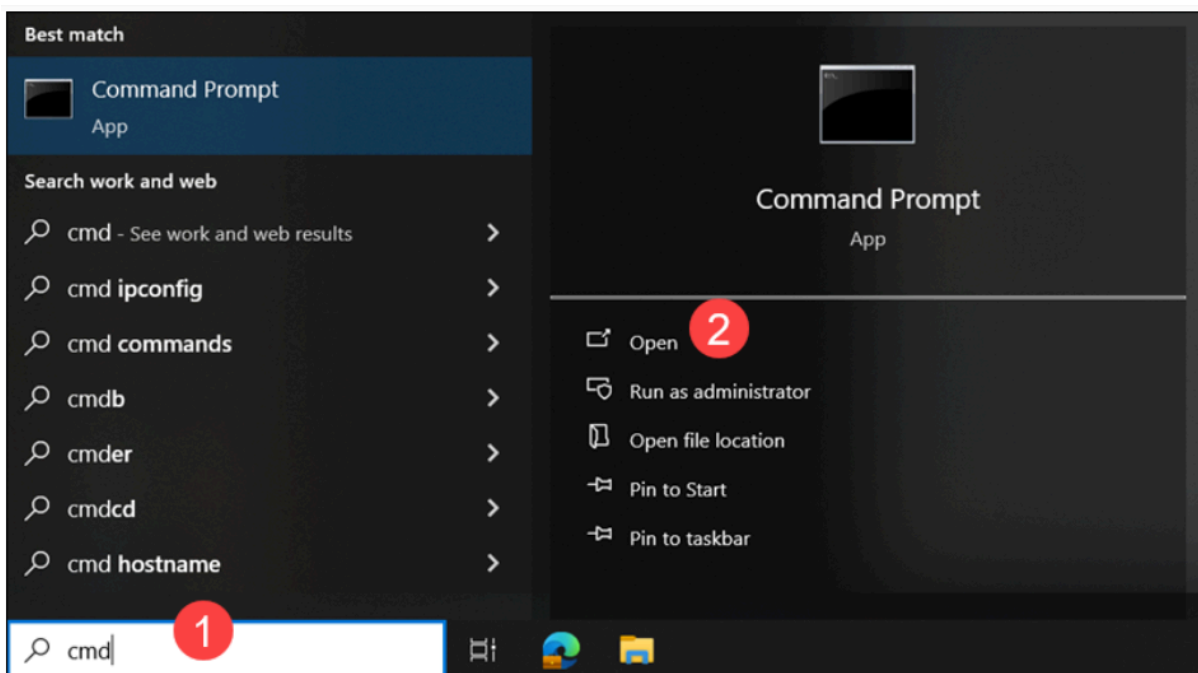 Best match
Command Prompt
App
Search work and web
cmd - See work and web results
cmd ipconfig
cmd commands
cmdb
cmder
cmdcd
cmd hostname
cmd
1
Command Prompt
App
Open
2
Run as administrator
Open file location
Pin to Start
Pin to taskbar